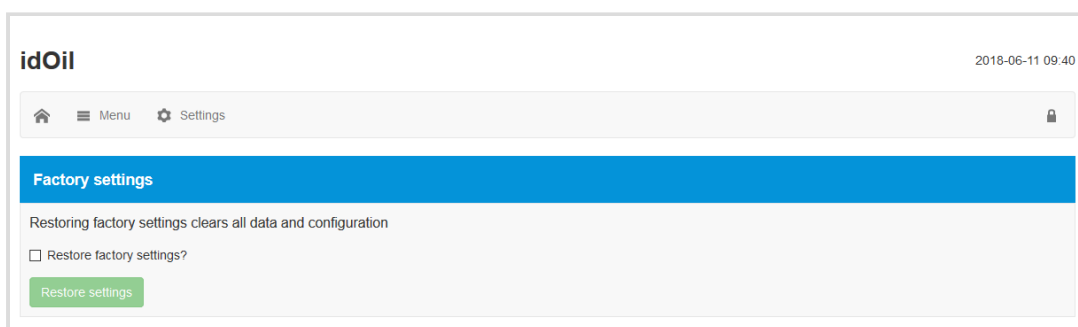 idOil
2018-06-11 09:40
Menu Settings
Factory settings
Restoring factory settings clears all data and configuration
Restore factory settings?
Restore settings